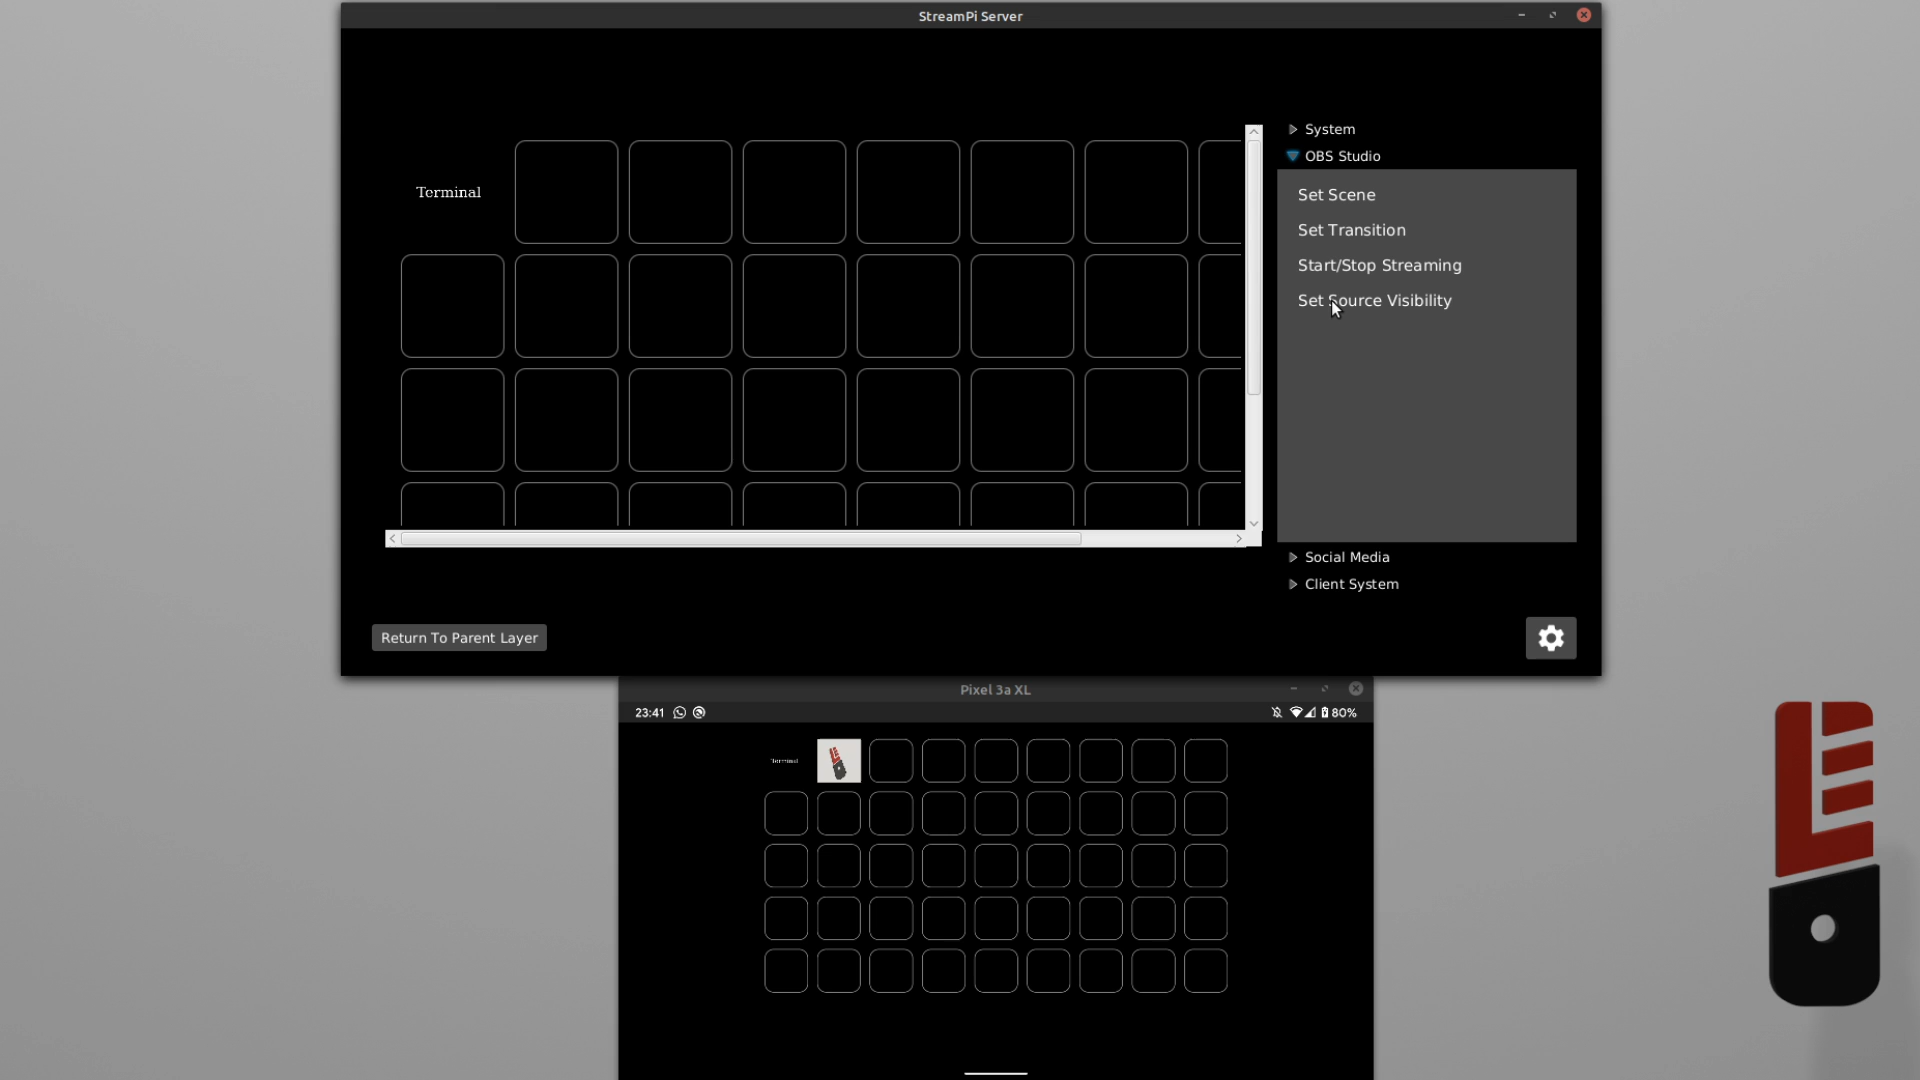 StreamPi Server
System
OBS Studio
Set Scene
Set Transition
Start/Stop Streaming
Set Source Visibility
Terminal
Social Media
Client System
Return To Parent Layer
Pixel 3a XL
23:41
80%
Terminal